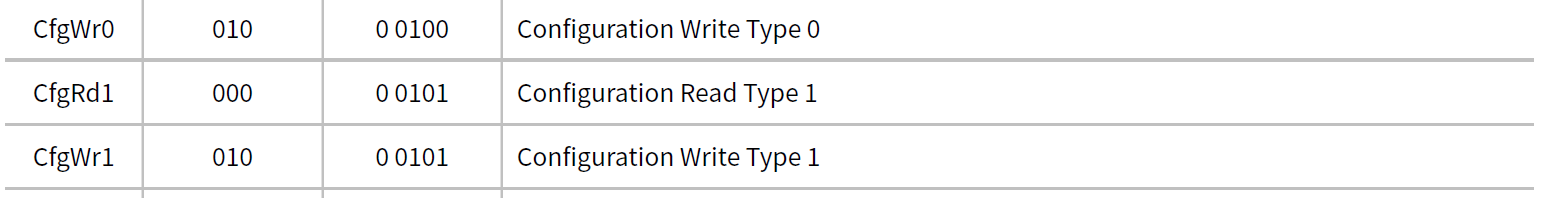 CfgWr0 010 0 0100 Configuration Write Type 0
CfgRd1 000 0 0101 Configuration Read Type 1
CfgWr1 010 0 0101 Configuration Write Type 1